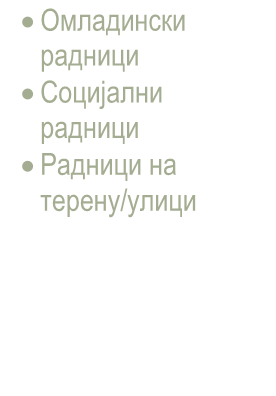 • Омладински
радници
• Социјални
радници
• Радници на
терену/улици